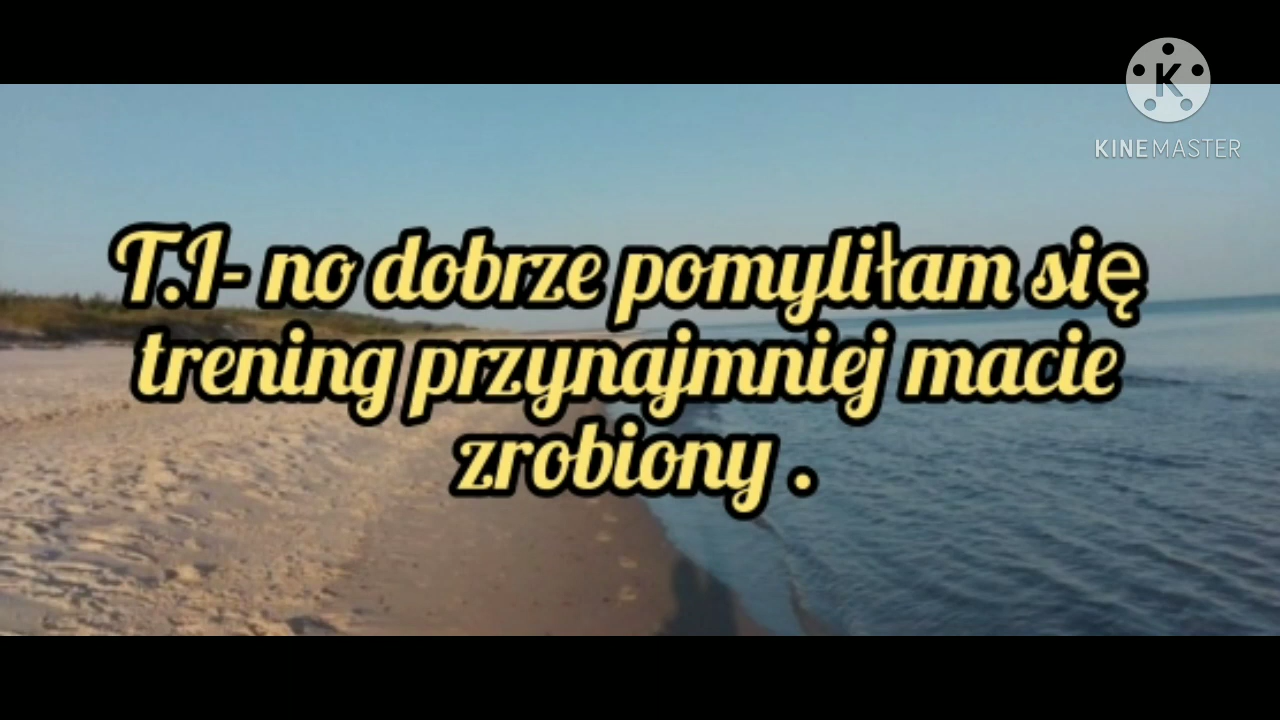 KINEMASTER
T.I- no dobrze pomyliłam się
trening przynajmniej macie
zrobiony .